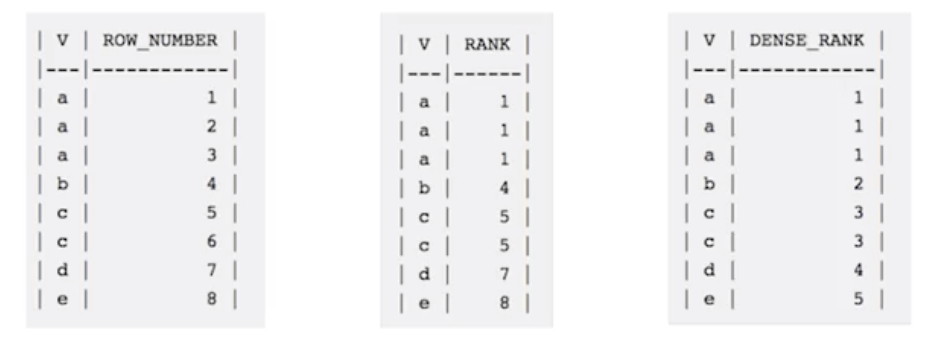 | V | ROW_NUMBER |
|---|------------|
| a | 1 |
| a | 2 |
| a | 3 |
| b | 4 |
| c | 5 |
| c | 6 |
| d | 7 |
| e | 8 |
| V | RANK |
|---|------|
| a | 1 |
| a | 1 |
| a | 1 |
| b | 4 |
| c | 5 |
| c | 5 |
| d | 7 |
| e | 8 |
| V | DENSE_RANK |
|---|------------|
| a | 1 |
| a | 1 |
| a | 1 |
| b | 2 |
| c | 3 |
| c | 3 |
| d | 4 |
| e | 5 |